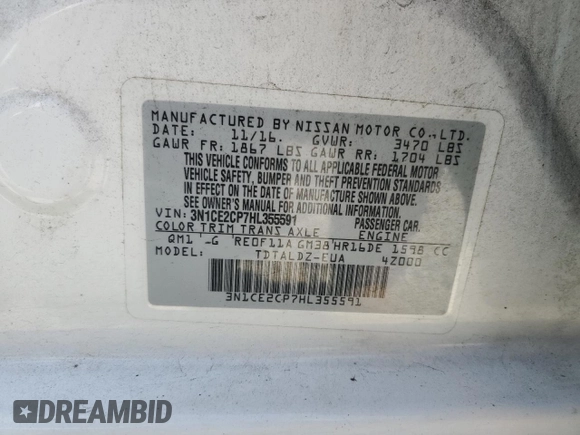 MANUFACTURED BY NISSAN MOTOR CO.,LTD.
DATE: 11/16. GVWR: 3470 LBS
GAWR FR: 1867 LBS GAWR RR: 1704 LBS
THIS VEHICLE CONFORMS TO ALL APPLICABLE FEDERAL MOTOR
VEHICLE SAFETY, BUMPER AND THEFT PREVENTION STANDARDS
IN EFFECT ON THE DATE OF MANUFACTURE SHOWN ABOVE.
SEE OWNER'S MANUAL FOR ADDITIONAL INFORMATION.
VIN: 3N1CE2CP7HL355591 PASSENGER CAR.
COLOR TRIM TRANS AXLE ENGINE
QM1 -G RE0F11A GM38 HR16DE 1598 CC
MODEL: TDTALDZ-EUA 4Z000
3N1CE2CP7HL355591
DREAMBID